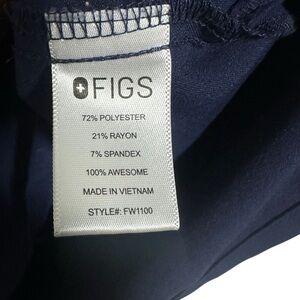 FIGS
72% POLYESTER
21% RAYON
7% SPANDEX
100% AWESOME
MADE IN VIETNAM
STYLE#: FW1100